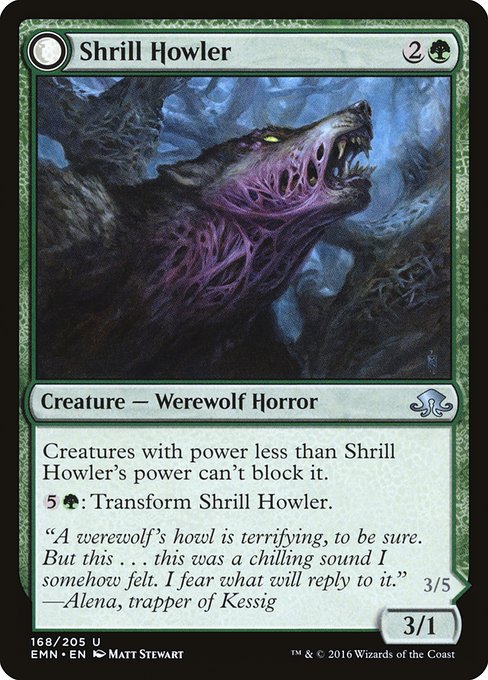 Shrill Howler 2
Creature — Werewolf Horror
Creatures with power less than Shrill
Howler's power can't block it.
5 : Transform Shrill Howler.
"A werewolf's howl is terrifying, to be sure.
But this . . . this was a chilling sound I
somehow felt. I fear what will reply to it."
—Alena, trapper of Kessig
3/5
3/1
168/205 U
EMN • EN Matt Stewart
™ & © 2016 Wizards of the Coast